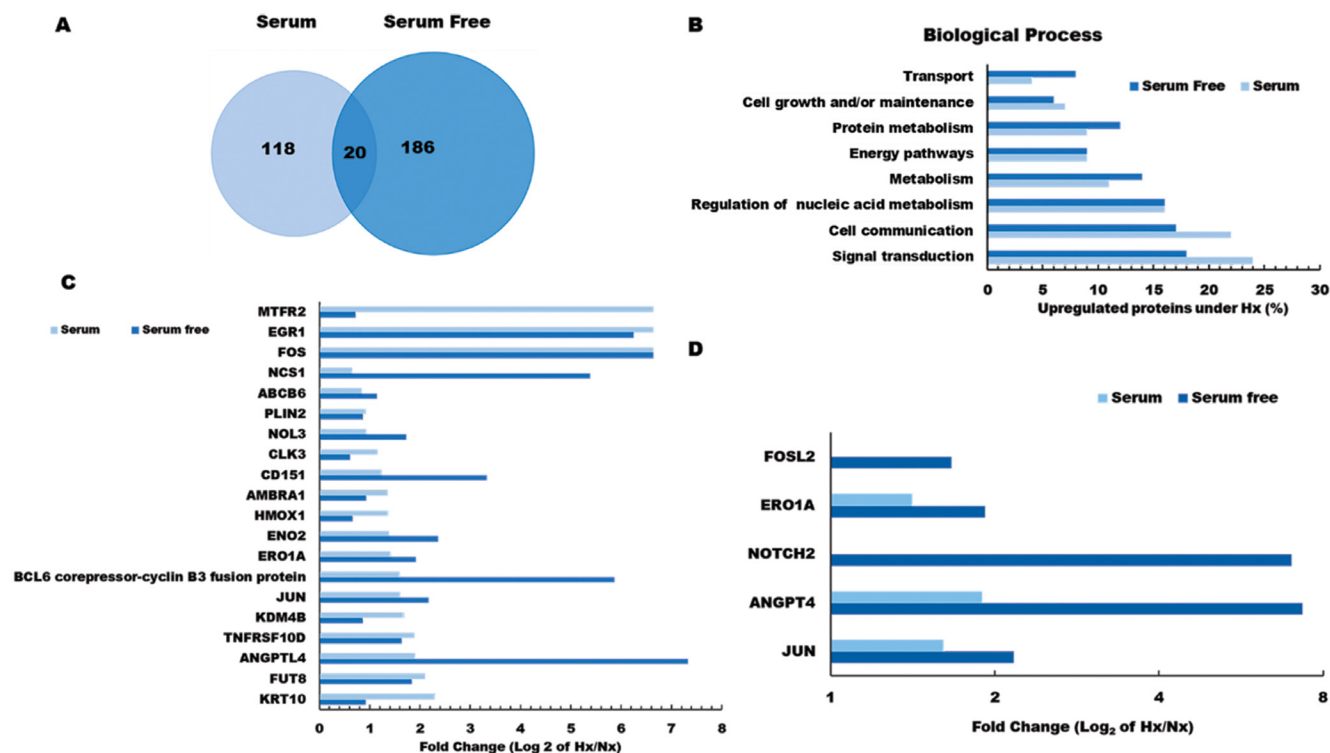 A
Serum
Serum Free
118
20
186
B
Biological Process
Serum Free
Serum
Transport
Cell growth and/or maintenance
Protein metabolism
Energy pathways
Metabolism
Regulation of nucleic acid metabolism
Cell communication
Signal transduction
0 5 10 15 20 25 30
Upregulated proteins under Hx (%)
C
Serum
Serum free
MTFR2
EGR1
FOS
NCS1
ABCB6
PLIN2
NOL3
CLK3
CD151
AMBRA1
HMOX1
ENO2
ERO1A
BCL6 corepressor-cyclin B3 fusion protein
JUN
KDM4B
TNFRSF10D
ANGPTL4
FUT8
KRT10
0 1 2 3 4 5 6 7 8
Fold Change (Log 2 of Hx/Nx)
D
Serum
Serum free
FOSL2
ERO1A
NOTCH2
ANGPT4
JUN
1 2 4 8
Fold Change (Log₂ of Hx/Nx)